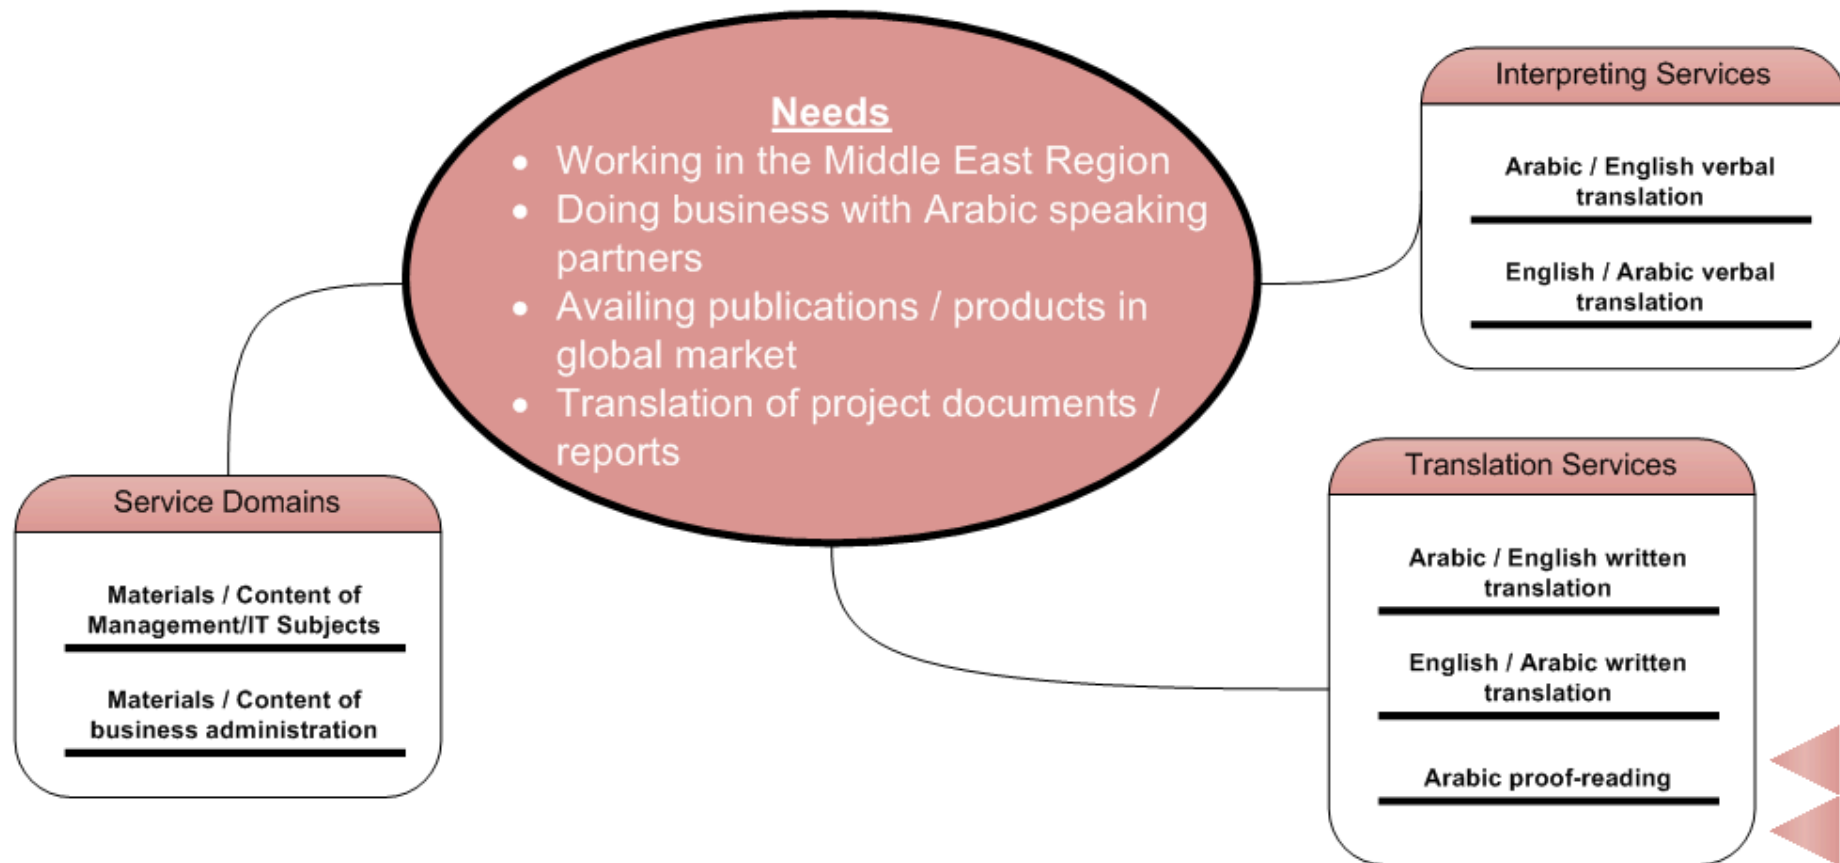 Needs
• Working in the Middle East Region
• Doing business with Arabic speaking
partners
• Availing publications / products in
global market
• Translation of project documents /
reports
Interpreting Services
Arabic / English verbal
translation
English / Arabic verbal
translation
Service Domains
Materials / Content of
Management/IT Subjects
Materials / Content of
business administration
Translation Services
Arabic / English written
translation
English / Arabic written
translation
Arabic proof-reading